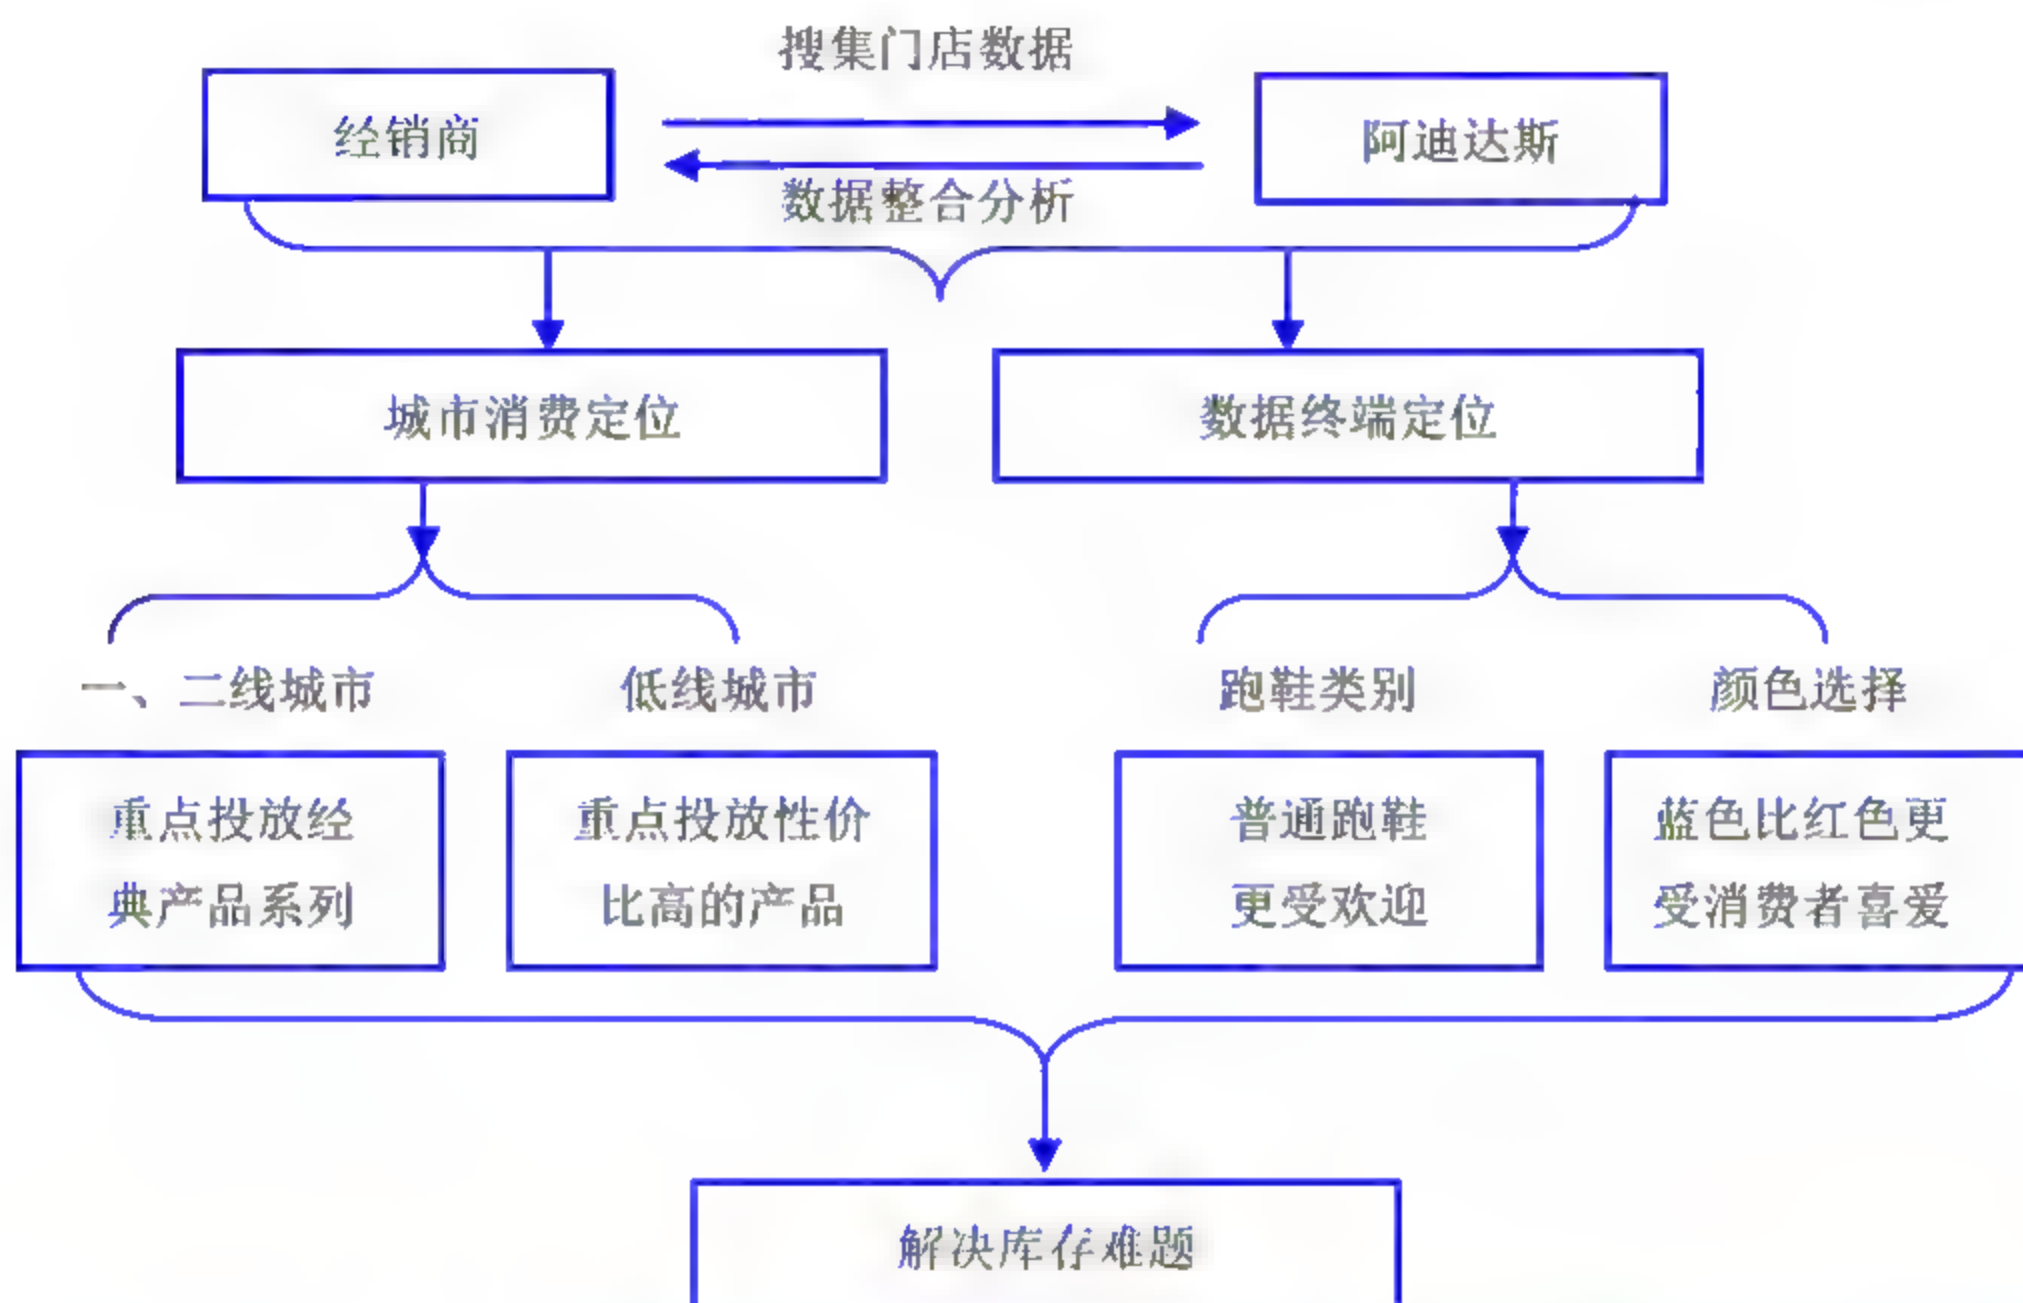 搜集门店数据
经销商
阿迪达斯
数据整合分析
城市消费定位
数据终端定位
一、二线城市
低线城市
跑鞋类别
颜色选择
重点投放经
典产品系列
重点投放性价
比高的产品
普通跑鞋
更受欢迎
蓝色比红色更
受消费者喜爱
解决库存难题